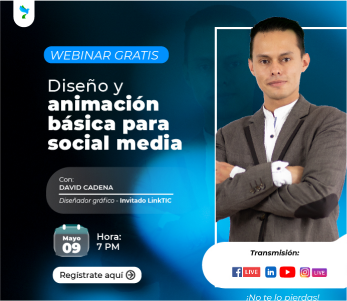 WEBINAR GRATIS
Diseño y
animación
básica para
social media
Con:
DAVID CADENA
Diseñador gráfico - Invitado LinkTIC
Mayo
09
Hora:
7 PM
Regístrate aquí
Transmisión:
LIVE
LIVE
¡No te lo pierdas!